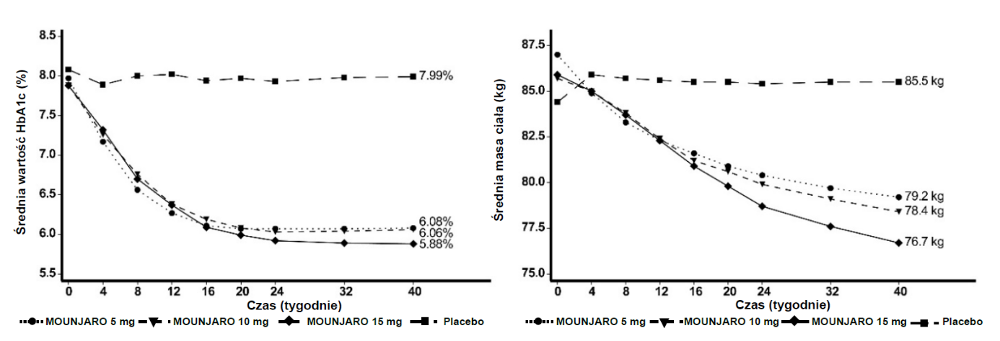 Średnia wartość HbA1c (%)
8.5
8.0
7.5
7.0
6.5
6.0
5.5
7.99%
6.08%
6.06%
5.88%
0 4 8 12 16 20 24 32 40
Czas (tygodnie)
MOUNJARO 5 mg MOUNJARO 10 mg MOUNJARO 15 mg Placebo
Średnia masa ciała (kg)
87.5
85.0
82.5
80.0
77.5
75.0
85.5 kg
79.2 kg
78.4 kg
76.7 kg
0 4 8 12 16 20 24 32 40
Czas (tygodnie)
MOUNJARO 5 mg MOUNJARO 10 mg MOUNJARO 15 mg Placebo